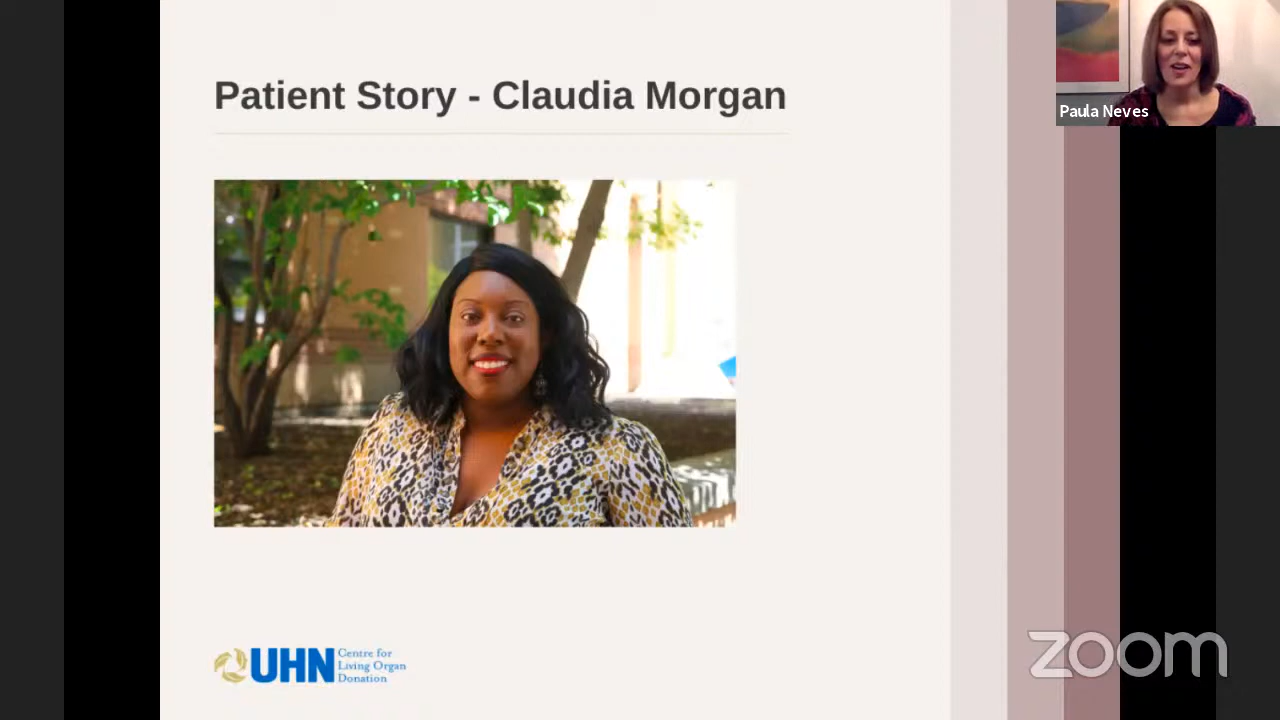 Patient Story - Claudia Morgan
Paula Neves
UHN Centre for
Living Organ
Donation
zoom